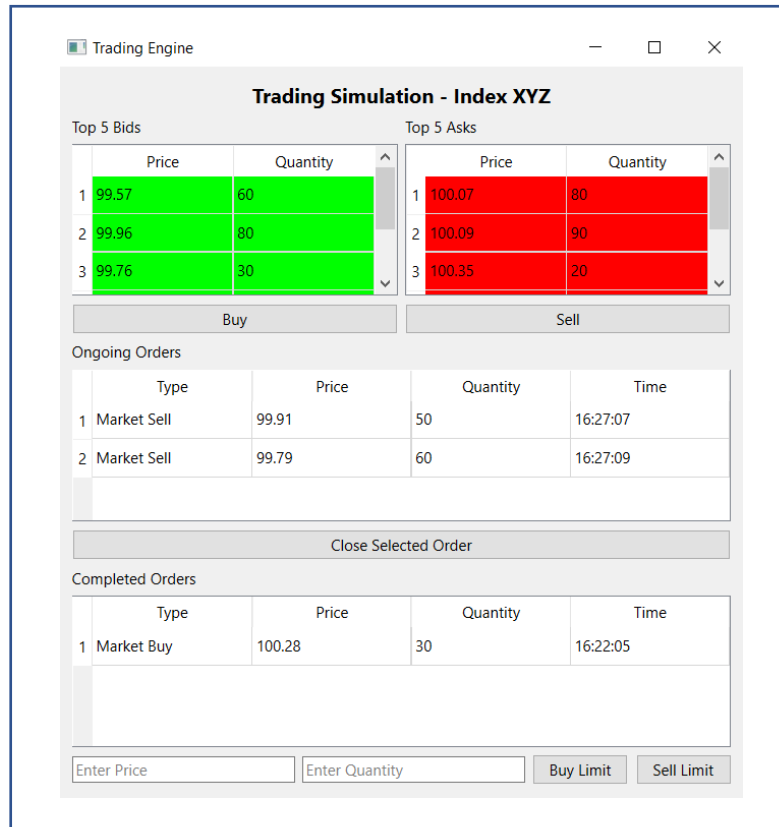 Trading Engine
Trading Simulation - Index XYZ
Top 5 Bids
Price Quantity
1 99.57 60
2 99.96 80
3 99.76 30
Buy
Top 5 Asks
Price Quantity
1 100.07 80
2 100.09 90
3 100.35 20
Sell
Ongoing Orders
Type Price Quantity Time
1 Market Sell 99.91 50 16:27:07
2 Market Sell 99.79 60 16:27:09
Close Selected Order
Completed Orders
Type Price Quantity Time
1 Market Buy 100.28 30 16:22:05
Enter Price Enter Quantity Buy Limit Sell Limit